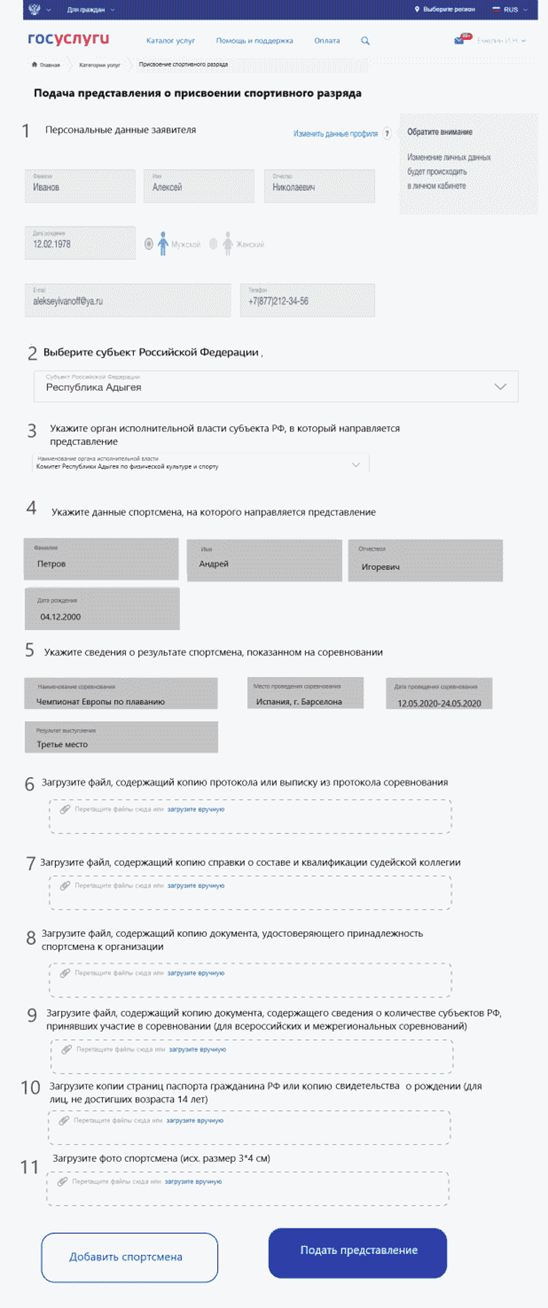 Для граждан
Выберите регион
RUS
госуслуги
Каталог услуг
Помощь и поддержка
Оплата
Главная
Категории услуг
Присвоение спортивного разряда
Подача представления о присвоении спортивного разряда
1 Персональные данные заявителя
Изменить данные профиля ?
Обратите внимание
Изменение личных данных
будет происходить
в личном кабинете
Фамилия
Иванов
Имя
Алексей
Отчество
Николаевич
Дата рождения
12.02.1978
Мужской
Женский
E-mail
alekseyivanoff@ya.ru
Телефон
+7(877)212-34-56
2 Выберите субъект Российской Федерации ,
Субъект Российской Федерации
Республика Адыгея
3 Укажите орган исполнительной власти субъекта РФ, в который направляется
представление
Наименование органа исполнительной власти
Комитет Республики Адыгея по физической культуре и спорту
4 Укажите данные спортсмена, на которого направляется представление
Фамилия
Петров
Имя
Андрей
Отчествои
Игоревич
Дата рождения
04.12.2000
5 Укажите сведения о результате спортсмена, показанном на соревновании
Наименование соревнования
Чемпионат Европы по плаванию
Место проведения соревнования
Испания, г. Барселона
Дата проведения соревнования
12.05.2020-24.05.2020
Результат выступления
Третье место
6 Загрузите файл, содержащий копию протокола или выписку из протокола соревнования
Перетащите файлы сюда или загрузите вручную
7 Загрузите файл, содержащий копию справки о составе и квалификации судейской коллегии
Перетащите файлы сюда или загрузите вручную
8 Загрузите файл, содержащий копию документа, удостоверяющего принадлежность
спортсмена к организации
Перетащите файлы сюда или загрузите вручную
9 Загрузите файл, содержащий копию документа, содержащего сведения о количестве субъектов РФ,
принявших участие в соревновании (для всероссийских и межрегиональных соревнований)
Перетащите файлы сюда или загрузите вручную
10 Загрузите копии страниц паспорта гражданина РФ или копию свидетельства о рождении (для
лиц, не достигших возраста 14 лет)
Перетащите файлы сюда или загрузите вручную
11 Загрузите фото спортсмена (исх. размер 3*4 см)
Перетащите файлы сюда или загрузите вручную
Добавить спортсмена
Подать представление